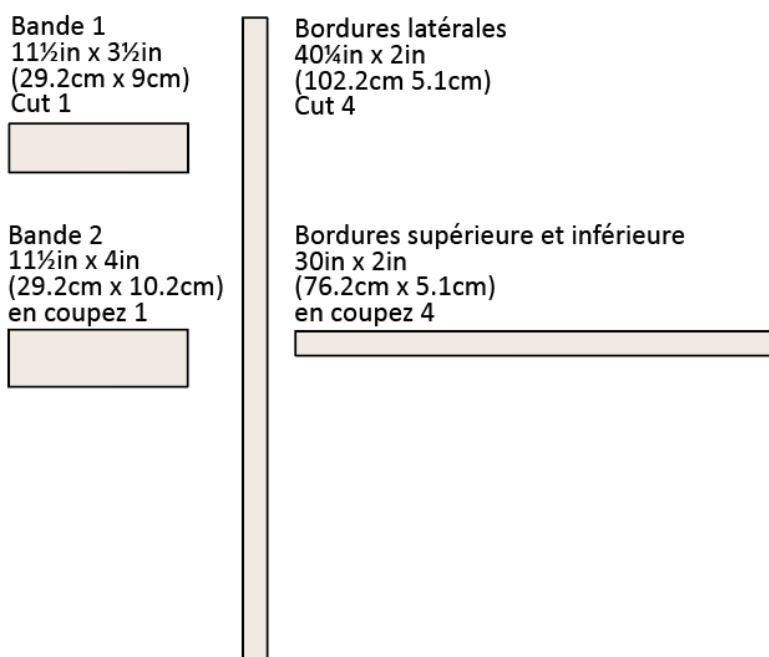 Bande 1
11½in x 3½in
(29.2cm x 9cm)
Cut 1
Bordures latérales
40¼in x 2in
(102.2cm 5.1cm)
Cut 4
Bande 2
11½in x 4in
(29.2cm x 10.2cm)
en coupez 1
Bordures supérieure et inférieure
30in x 2in
(76.2cm x 5.1cm)
en coupez 4